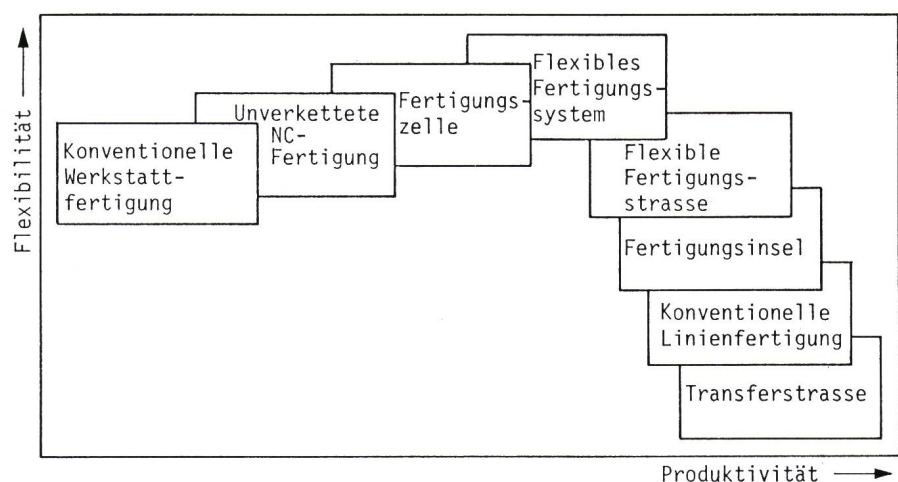 Flexibilität
Konventionelle
Werkstatt-
fertigung
Unverkettete
NC-
Fertigung
Fertigungs-
zelle
Flexibles
Fertigungs-
system
Flexible
Fertigungs-
strasse
Fertigungsinsel
Konventionelle
Linienfertigung
Transferstrasse
Produktivität